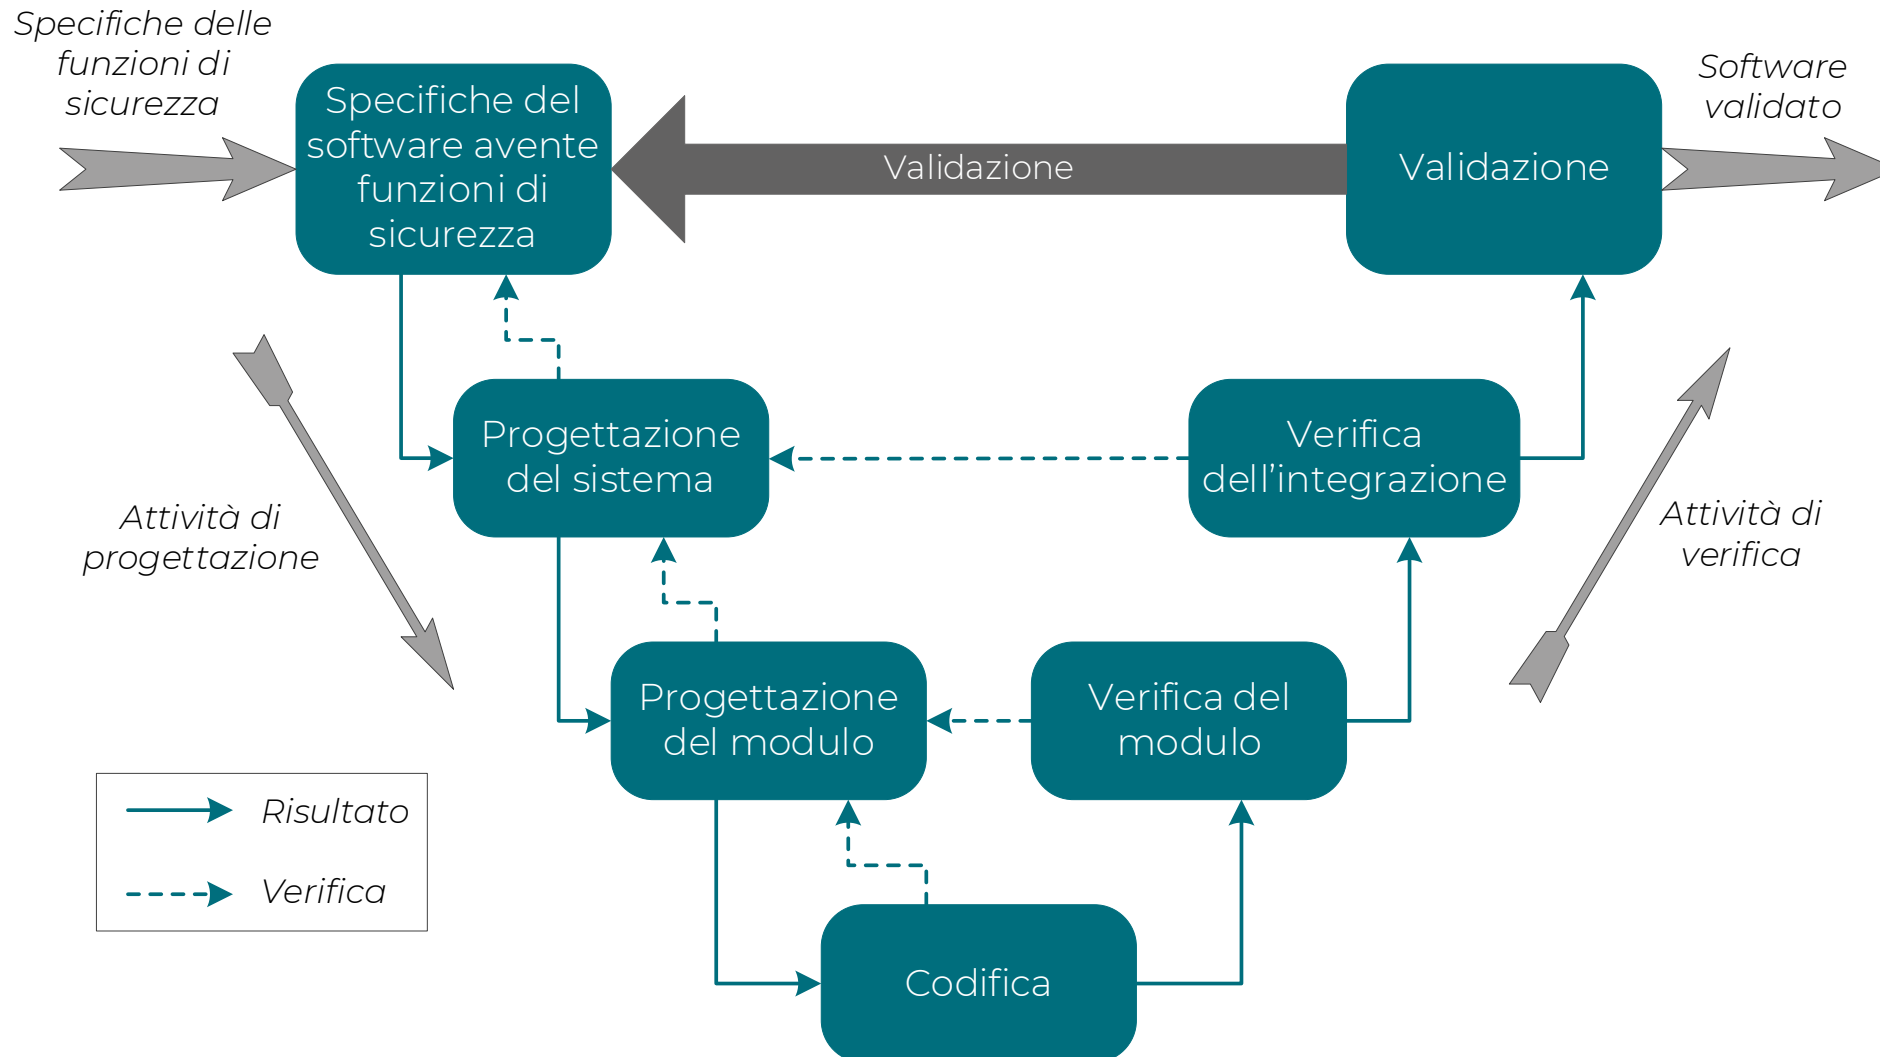 Specifiche delle
funzioni di
sicurezza
Specifiche del
software avente
funzioni di
sicurezza
Validazione
Validazione
Software
validato
Progettazione
del sistema
Verifica
dell'integrazione
Attività di
progettazione
Attività di
verifica
Progettazione
del modulo
Verifica del
modulo
Risultato
Verifica
Codifica